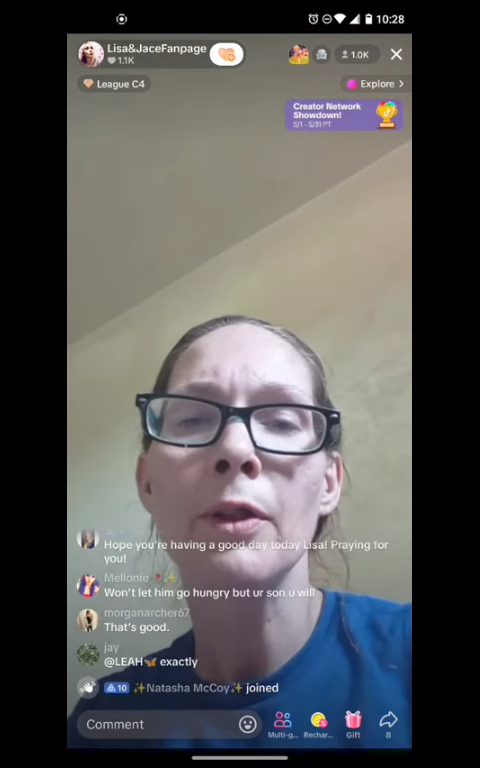 10:28
Lisa&JaceFanpage
1.1K
1.0K
League C4
Explore >
Creator Network
Showdown!
5/1 - 5/31 PT
Hope you're having a good day today Lisa! Praying for
you!
Mellonie
Won't let him go hungry but ur son u will
morganarcher67
That's good.
jay
@LEAH🦋 exactly
10 ✨Natasha McCoy✨ joined
Comment
Multi-g...
Rechar...
Gift
8